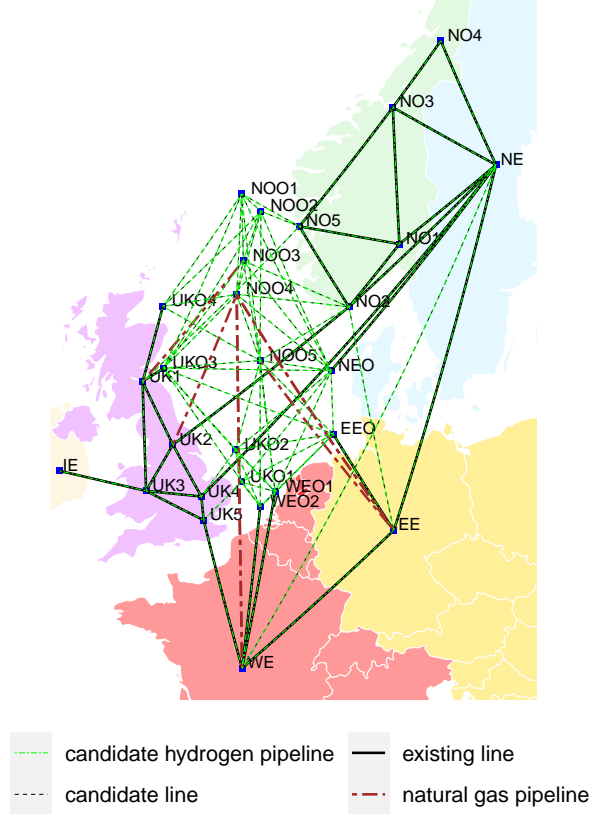 NO4
NO3
NE
NOO1
NOO2
NO5
NO1
NOO3
NOO4
UKO4
NO2
NOO5
UKO3
NEO
UK1
EEO
UK2
UKO2
IE
UKO1
WEO1
UK3
UK4
WEO2
UK5
EE
WE
candidate hydrogen pipeline
existing line
candidate line
natural gas pipeline